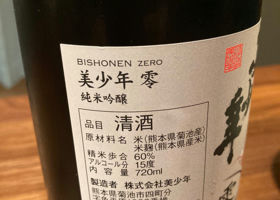 BISHONEN ZERO
美少年 零
純米吟醸
品目 清酒
原材料名 米(熊本県菊池産)
米麹(熊本県産米)
精米歩合 60%
アルコール分 15度
内容量 720ml
製造者 株式会社美少年
熊本県菊池市四町分